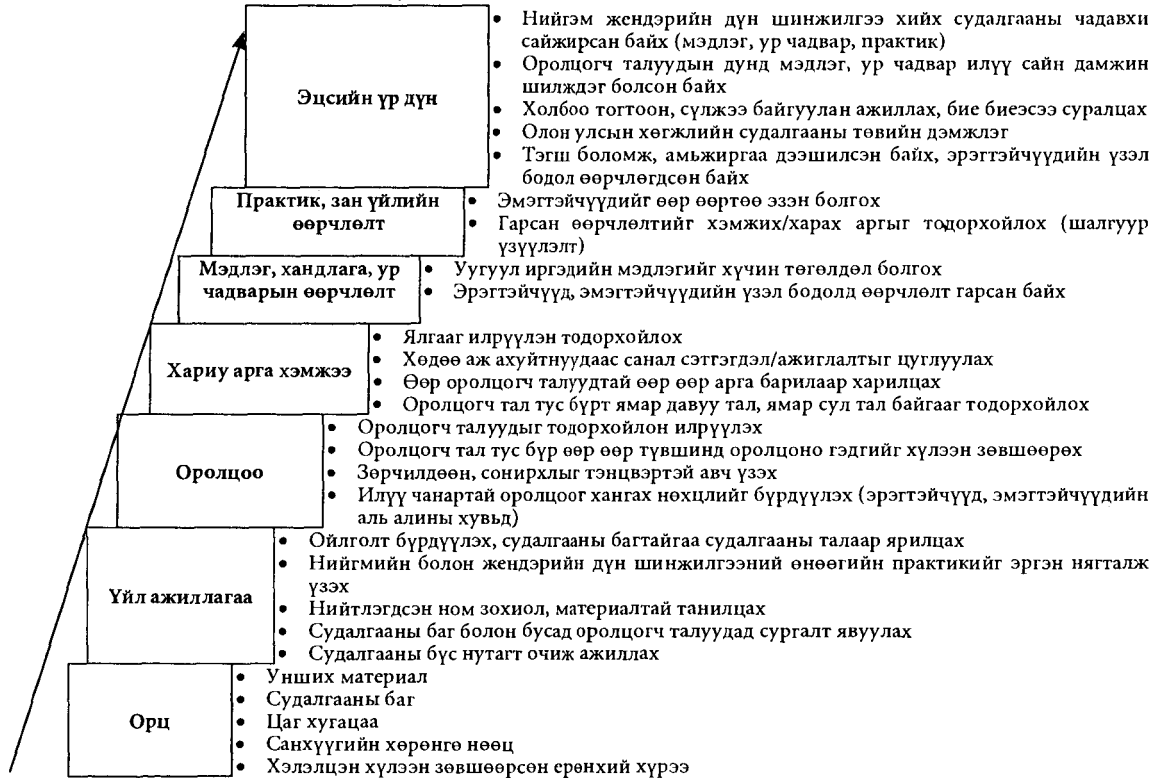 • Нийгэм жендэрийн дүн шинжилгээ хийх судалгааны чадавхи
сайжирсан байх (мэдлэг, ур чадвар, практик)
• Оролцогч талуудын дунд мэдлэг, ур чадвар илүү сайн дамжин
шилждэг болсон байх
Эцсийн үр дүн
• Холбоо тогтоон, сүлжээ байгуулан ажиллах, бие биеэсээ суралцах
• Олон улсын хөгжлийн судалгааны төвийн дэмжлэг
• Тэгш боломж, амьжиргаа дээшилсэн байх, эрэгтэйчүүдийн үзэл
бодол өөрчлөгдсөн байх
Практик, зан үйлийн
өөрчлөлт
• Эмэгтэйчүүдийг өөр өөртөө эзэн болгох
• Гарсан өөрчлөлтийг хэмжих/харах аргыг тодорхойлох (шалгуур
үзүүлэлт)
Мэдлэг, хандлага, ур
чадварын өөрчлөлт
• Уугуул иргэдийн мэдлэгийг хүчин төгөлдөл болгох
• Эрэгтэйчүүд, эмэгтэйчүүдийн үзэл бодолд өөрчлөлт гарсан байх
Хариу арга хэмжээ
• Ялгааг илрүүлэн тодорхойлох
• Хөдөө аж ахуйтнуудаас санал сэтгэгдэл/ажиглалтыг цуглуулах
• Өөр оролцогч талуудтай өөр өөр арга барилаар харилцах
• Оролцогч тал тус бүрт ямар давуу тал, ямар сул тал байгааг тодорхойлох
Оролцоо
• Оролцогч талуудыг тодорхойлон илрүүлэх
• Оролцогч тал тус бүр өөр өөр түвшинд оролцоно гэдгийг хүлээн зөвшөөрөх
• Зөрчилдөөн, сонирхлыг тэнцвэртэй авч үзэх
• Илүү чанартай оролцоог хангах нөхцлийг бүрдүүлэх (эрэгтэйчүүд, эмэгтэйчүүдийн
аль алины хувьд)
Үйл ажиллагаа
• Ойлголт бүрдүүлэх, судалгааны багтайгаа судалгааны талаар ярилцах
• Нийгмийн болон жендэрийн дүн шинжилгээний өнөөгийн практикийг эргэн нягталж
үзэх
• Нийтлэгдсэн ном зохиол, материалтай танилцах
• Судалгааны баг болон бусад оролцогч талуудад сургалт явуулах
• Судалгааны бүс нутагт очиж ажиллах
Орц
• Унших материал
• Судалгааны баг
• Цаг хугацаа
• Санхүүгийн хөрөнгө нөөц
• Хэлэлцэн хүлээн зөвшөөрсөн ерөнхий хүрээ